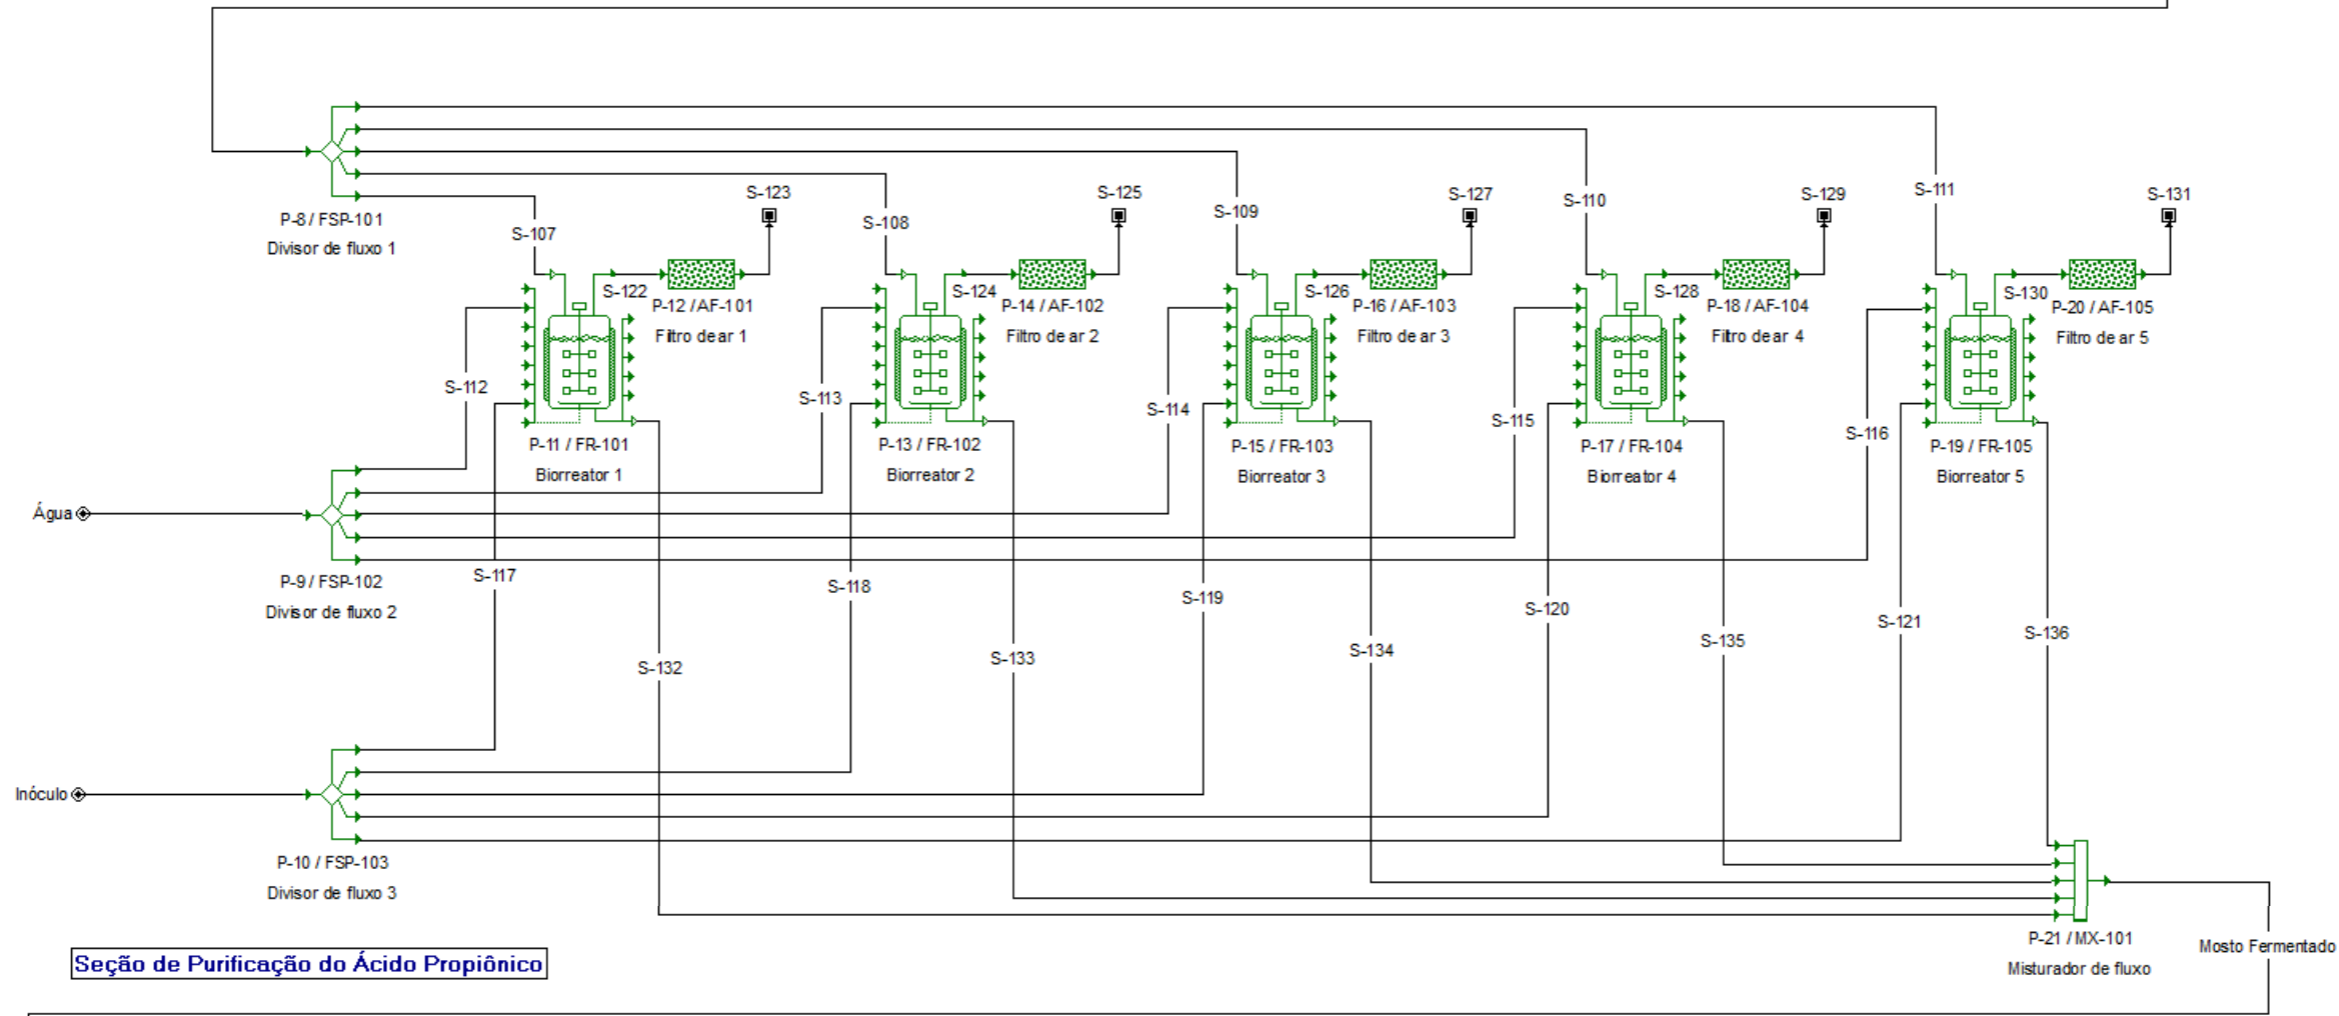 S-123
S-125
S-127
S-129
S-131
P-8 / FSP-101
Divisor de fluxo 1
S-107
S-108
S-109
S-110
S-111
S-122
P-12 / AF-101
Filtro de ar 1
S-124
P-14 / AF-102
Filtro de ar 2
S-126
P-16 / AF-103
Filtro de ar 3
S-128
P-18 / AF-104
Filtro de ar 4
S-130
P-20 / AF-105
Filtro de ar 5
S-112
S-113
S-114
S-115
S-116
P-11 / FR-101
Biorreator 1
P-13 / FR-102
Biorreator 2
P-15 / FR-103
Biorreator 3
P-17 / FR-104
Biorreator 4
P-19 / FR-105
Biorreator 5
Água
P-9 / FSP-102
Divisor de fluxo 2
S-117
S-118
S-119
S-120
S-121
S-132
S-133
S-134
S-135
S-136
Inóculo
P-10 / FSP-103
Divisor de fluxo 3
P-21 / MX-101
Misturador de fluxo
Mosto Fermentado
Seção de Purificação do Ácido Propiônico